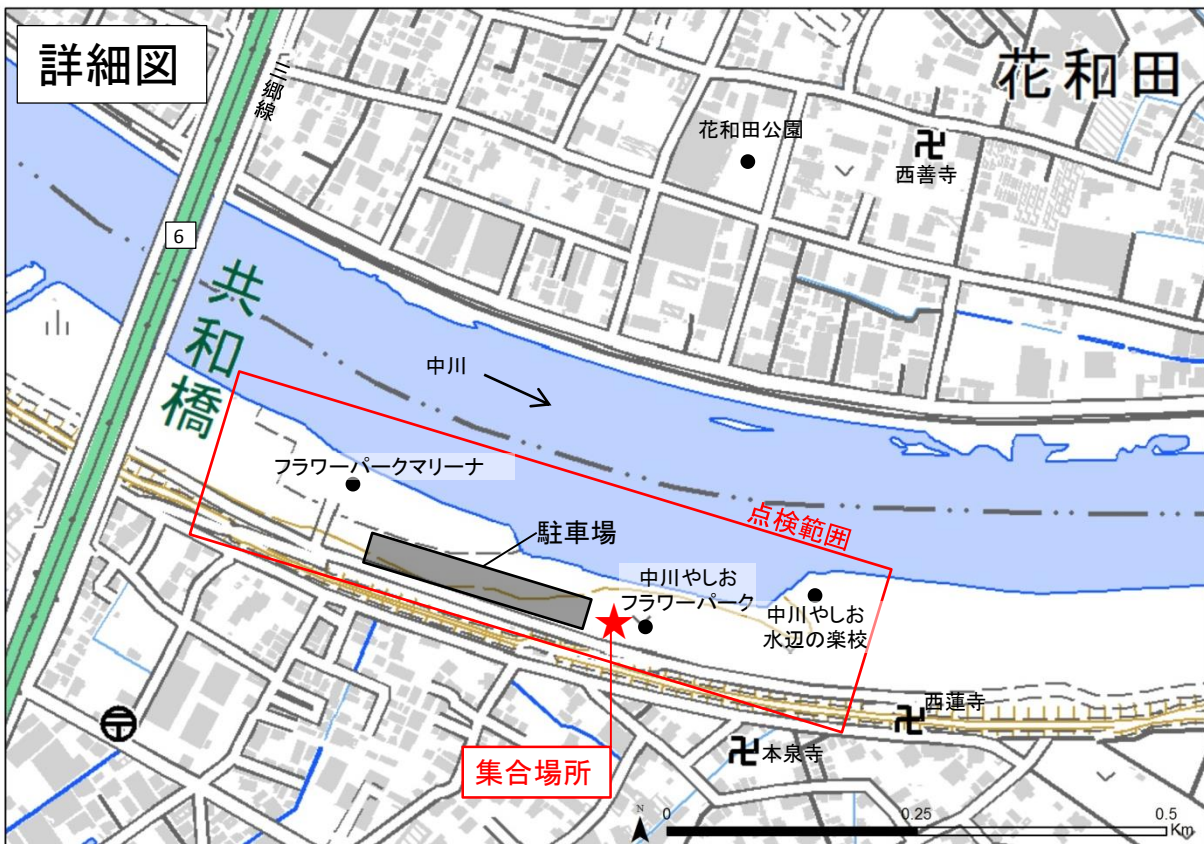 詳細図
三郷線
花和田
花和田公園
西善寺
6
共和橋
中川
フラワーパークマリーナ
点検範囲
駐車場
中川やしお
フラワーパーク
中川やしお
水辺の楽校
西蓮寺
本泉寺
集合場所
N
0
0.25
0.5
Km